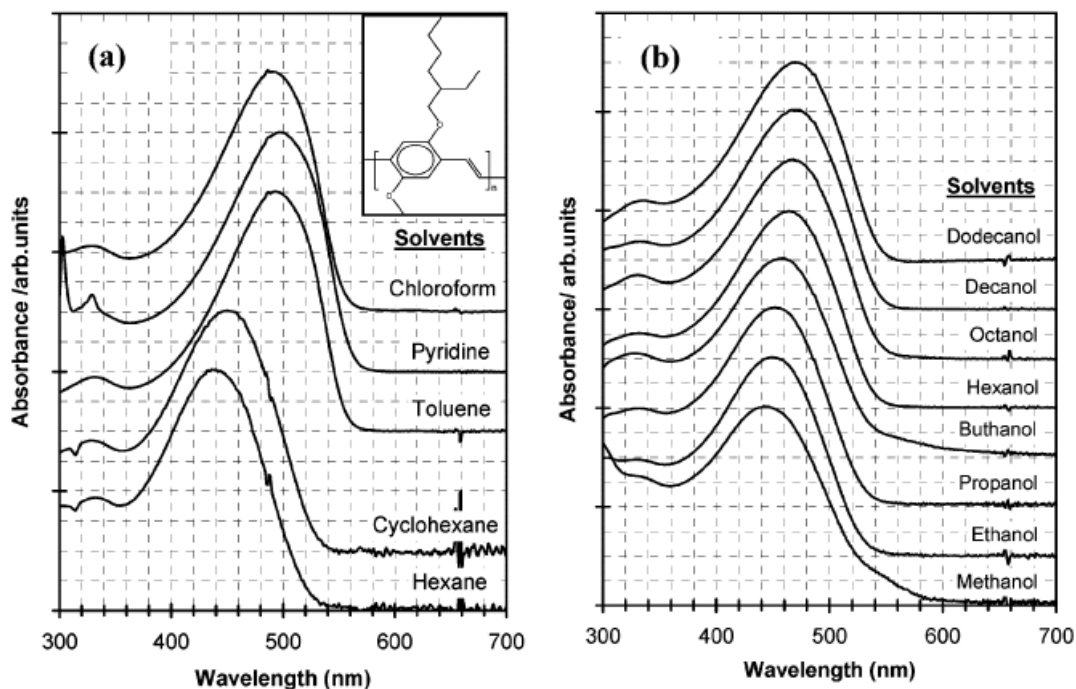 (a)
O
O
n
Solvents
Chloroform
Pyridine
Toluene
Cyclohexane
Hexane
Absorbance /arb.units
300 400 500 600 700
Wavelength (nm)
(b)
Solvents
Dodecanol
Decanol
Octanol
Hexanol
Buthanol
Propanol
Ethanol
Methanol
Absorbance/ arb.units
300 400 500 600 700
Wavelength (nm)